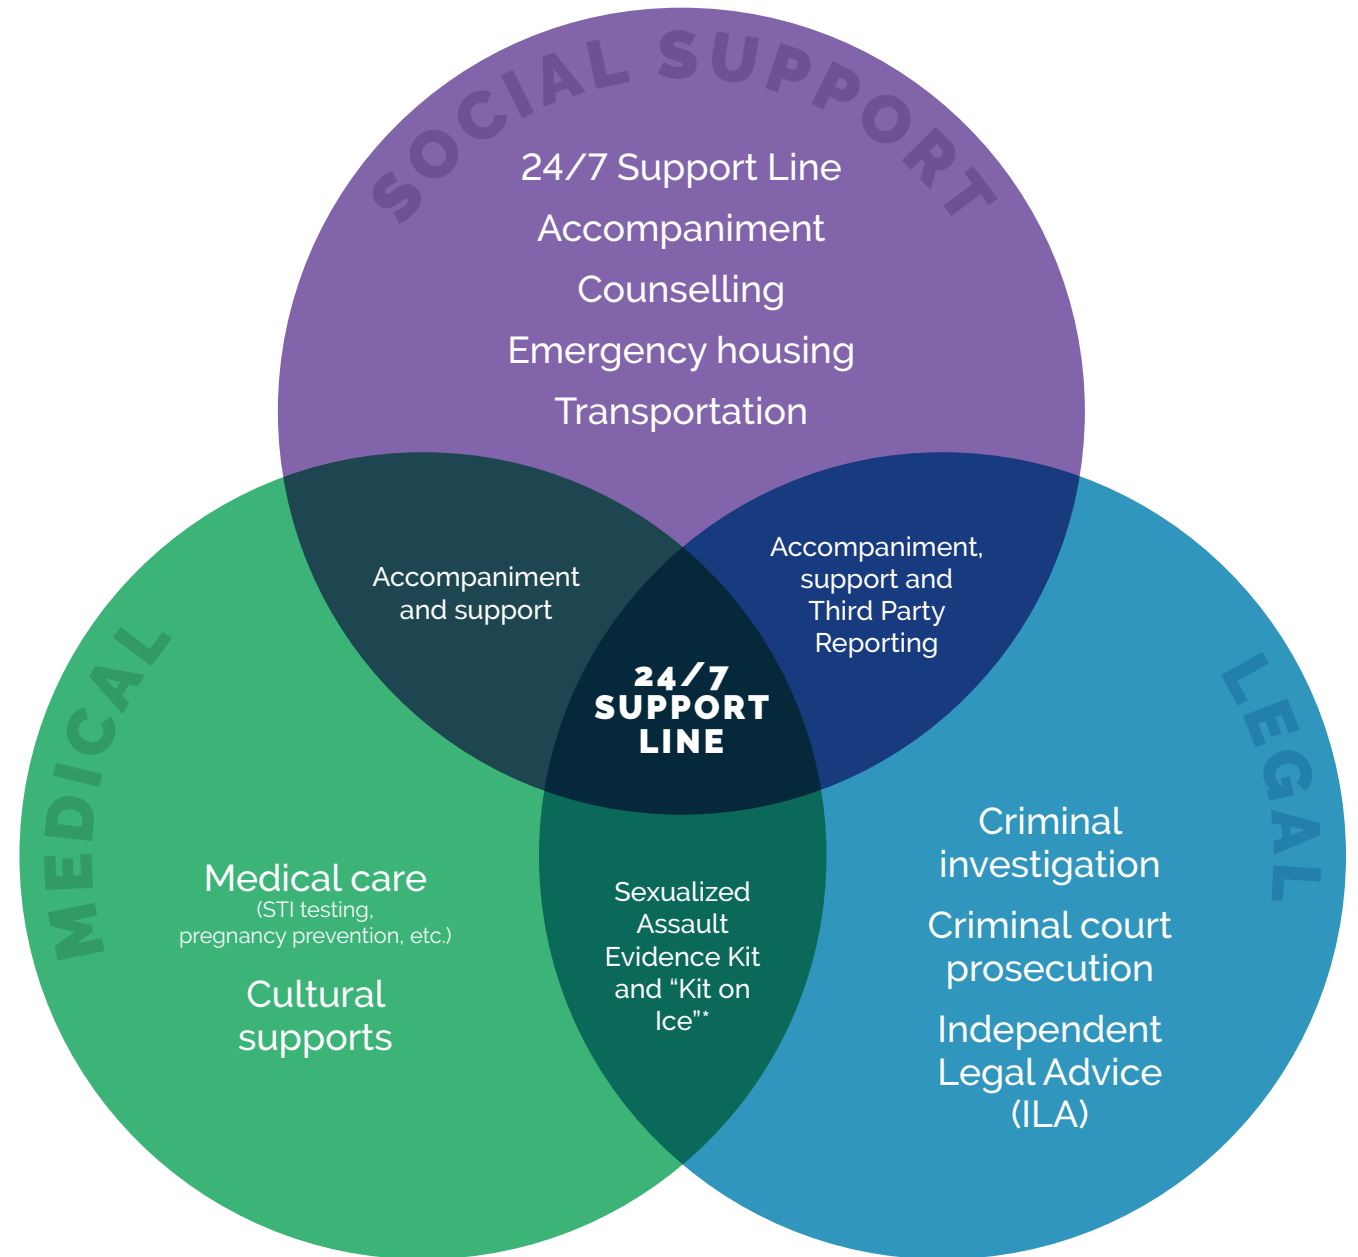 SOCIAL SUPPORT
24/7 Support Line
Accompaniment
Counselling
Emergency housing
Transportation
Accompaniment
and support
Accompaniment,
support and
Third Party
Reporting
24/7
SUPPORT
LINE
MEDICAL
Medical care
(STI testing,
pregnancy prevention, etc.)
Cultural
supports
Sexualized
Assault
Evidence Kit
and “Kit on
Ice”*
LEGAL
Criminal
investigation
Criminal court
prosecution
Independent
Legal Advice
(ILA)